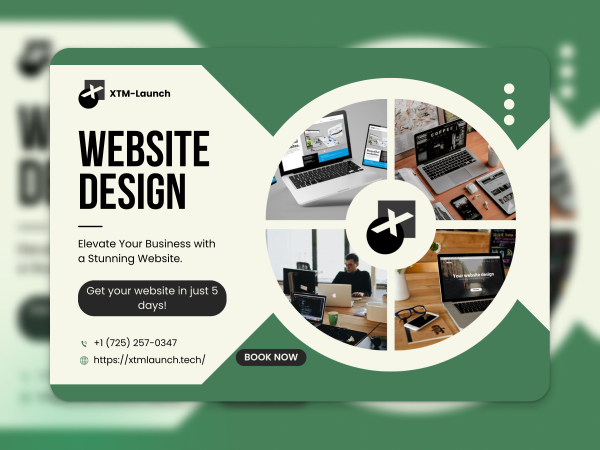 XTM-Launch
WEBSITE
DESIGN
Elevate Your Business with
a Stunning Website.
Get your website in just 5
days!
+1 (725) 257-0347
https://xtmlaunch.tech/
BOOK NOW
COFFEE
Your website design